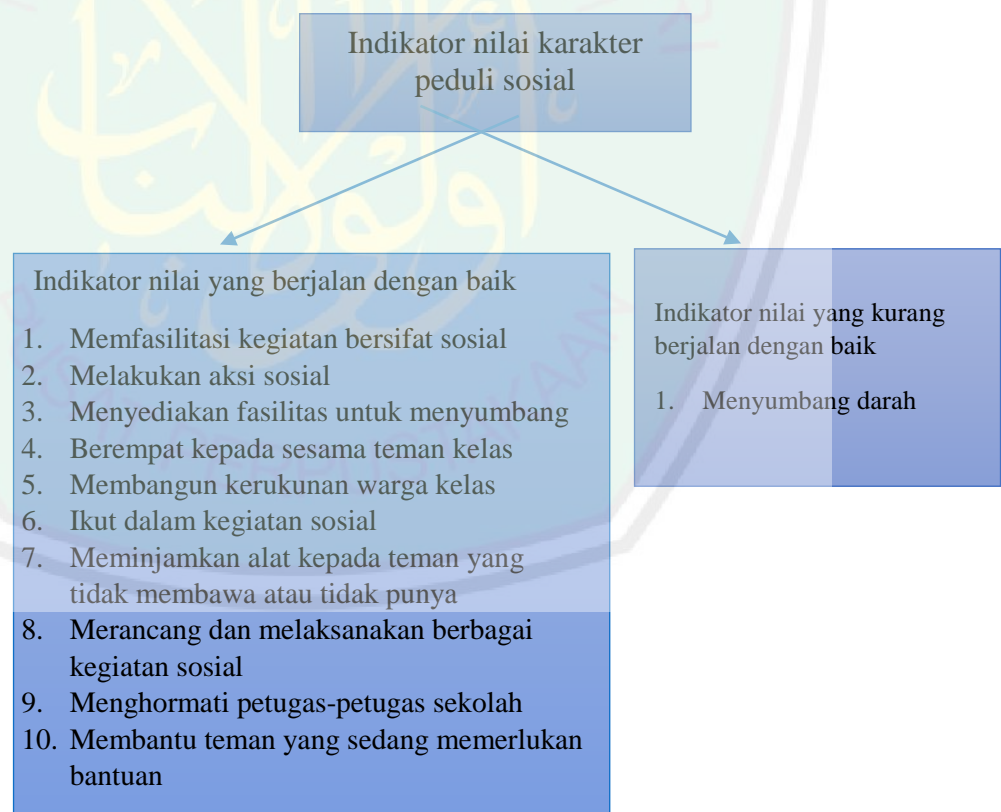 Indikator nilai karakter
peduli sosial
Indikator nilai yang berjalan dengan baik
1. Memfasilitasi kegiatan bersifat sosial
2. Melakukan aksi sosial
3. Menyediakan fasilitas untuk menyumbang
4. Berempat kepada sesama teman kelas
5. Membangun kerukunan warga kelas
6. Ikut dalam kegiatan sosial
7. Meminjamkan alat kepada teman yang
tidak membawa atau tidak punya
8. Merancang dan melaksanakan berbagai
kegiatan sosial
9. Menghormati petugas-petugas sekolah
10. Membantu teman yang sedang memerlukan
bantuan
Indikator nilai yang kurang
berjalan dengan baik
1. Menyumbang darah